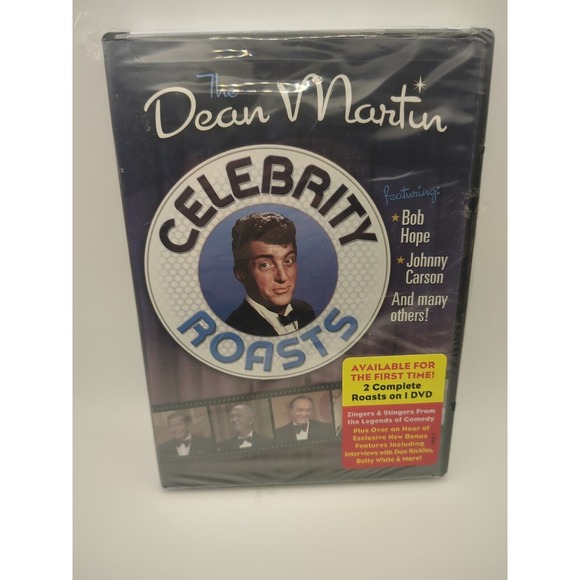 The
Dean Martin
CELEBRITY
ROASTS
featuring:
★ Bob
Hope
★ Johnny
Carson
And many
others!
AVAILABLE FOR
THE FIRST TIME!
2 Complete
Roasts on 1 DVD
Zingers & Stingers From
the Legends of Comedy
Plus Over an Hour of
Exclusive New Bonus
Features Including
Interviews with Don Rickles,
Betty White & More!